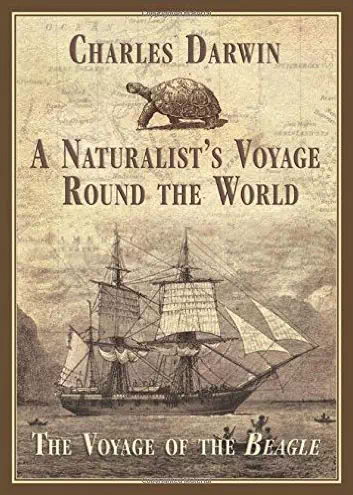 CHARLES DARWIN
A NATURALIST'S VOYAGE
ROUND THE WORLD
THE VOYAGE OF THE BEAGLE